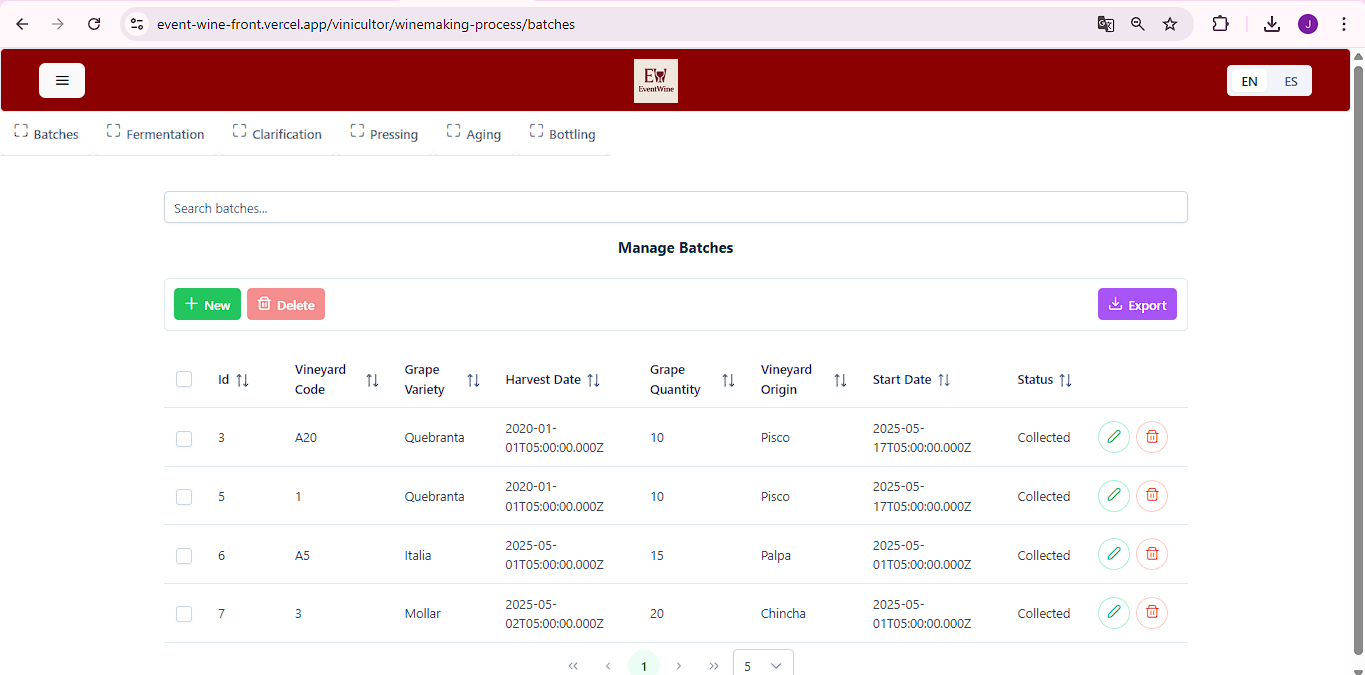 event-wine-front.vercel.app/vinicultor/winemaking-process/batches
J
EW
EventWine
EN ES
Batches Fermentation Clarification Pressing Aging Bottling
Search batches...
Manage Batches
New Delete Export
Id Vineyard Code Grape Variety Harvest Date Grape Quantity Vineyard Origin Start Date Status
3 A20 Quebranta 2020-01-01T05:00:00.000Z 10 Pisco 2025-05-17T05:00:00.000Z Collected
5 1 Quebranta 2020-01-01T05:00:00.000Z 10 Pisco 2025-05-17T05:00:00.000Z Collected
6 A5 Italia 2025-05-01T05:00:00.000Z 15 Palpa 2025-05-01T05:00:00.000Z Collected
7 3 Mollar 2025-05-02T05:00:00.000Z 20 Chincha 2025-05-01T05:00:00.000Z Collected
1 5